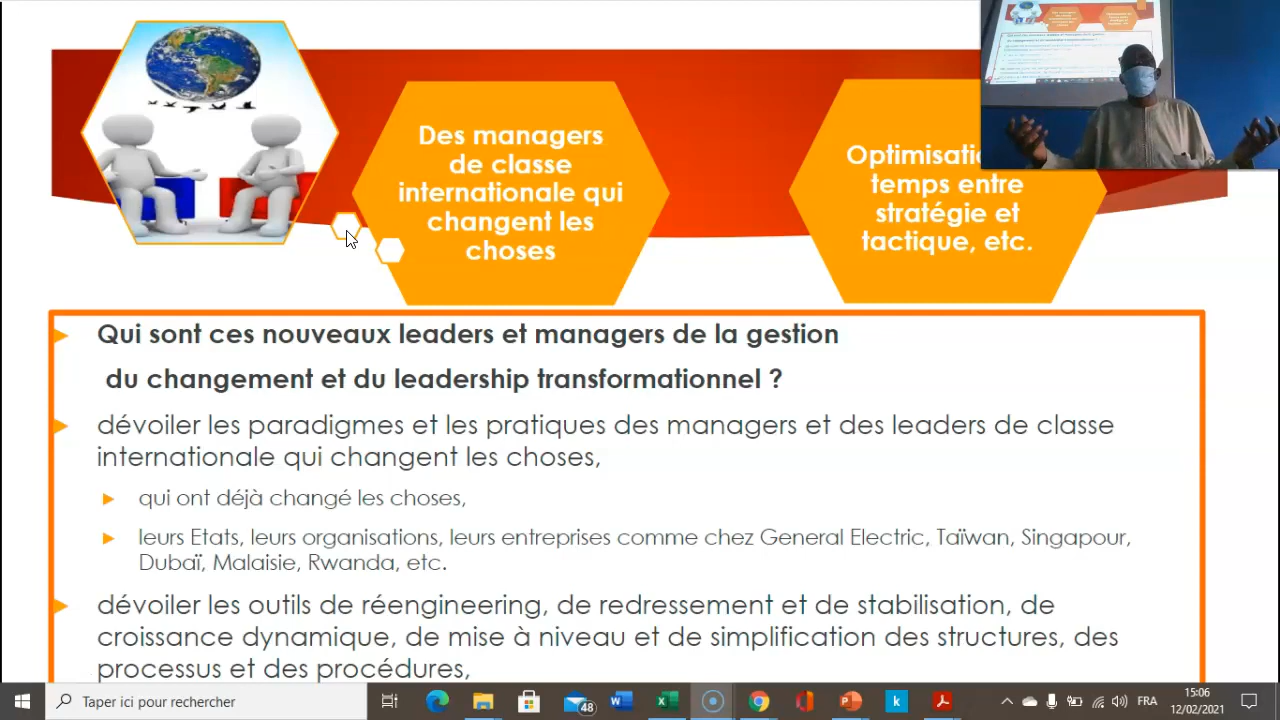 Des managers
de classe
internationale qui
changent les
choses
temps entre
stratégie et
tactique, etc.
Qui sont ces nouveaux leaders et managers de la gestion
du changement et du leadership transformationnel ?
dévoiler les paradigmes et les pratiques des managers et des leaders de classe
internationale qui changent les choses,
qui ont déjà changé les choses,
leurs Etats, leurs organisations, leurs entreprises comme chez General Electric, Taïwan, Singapour,
Dubaï, Malaisie, Rwanda, etc.
dévoiler les outils de réengineering, de redressement et de stabilisation, de
croissance dynamique, de mise à niveau et de simplification des structures, des
processus et des procédures,
Taper ici pour rechercher
48
FRA
15:06
12/02/2021